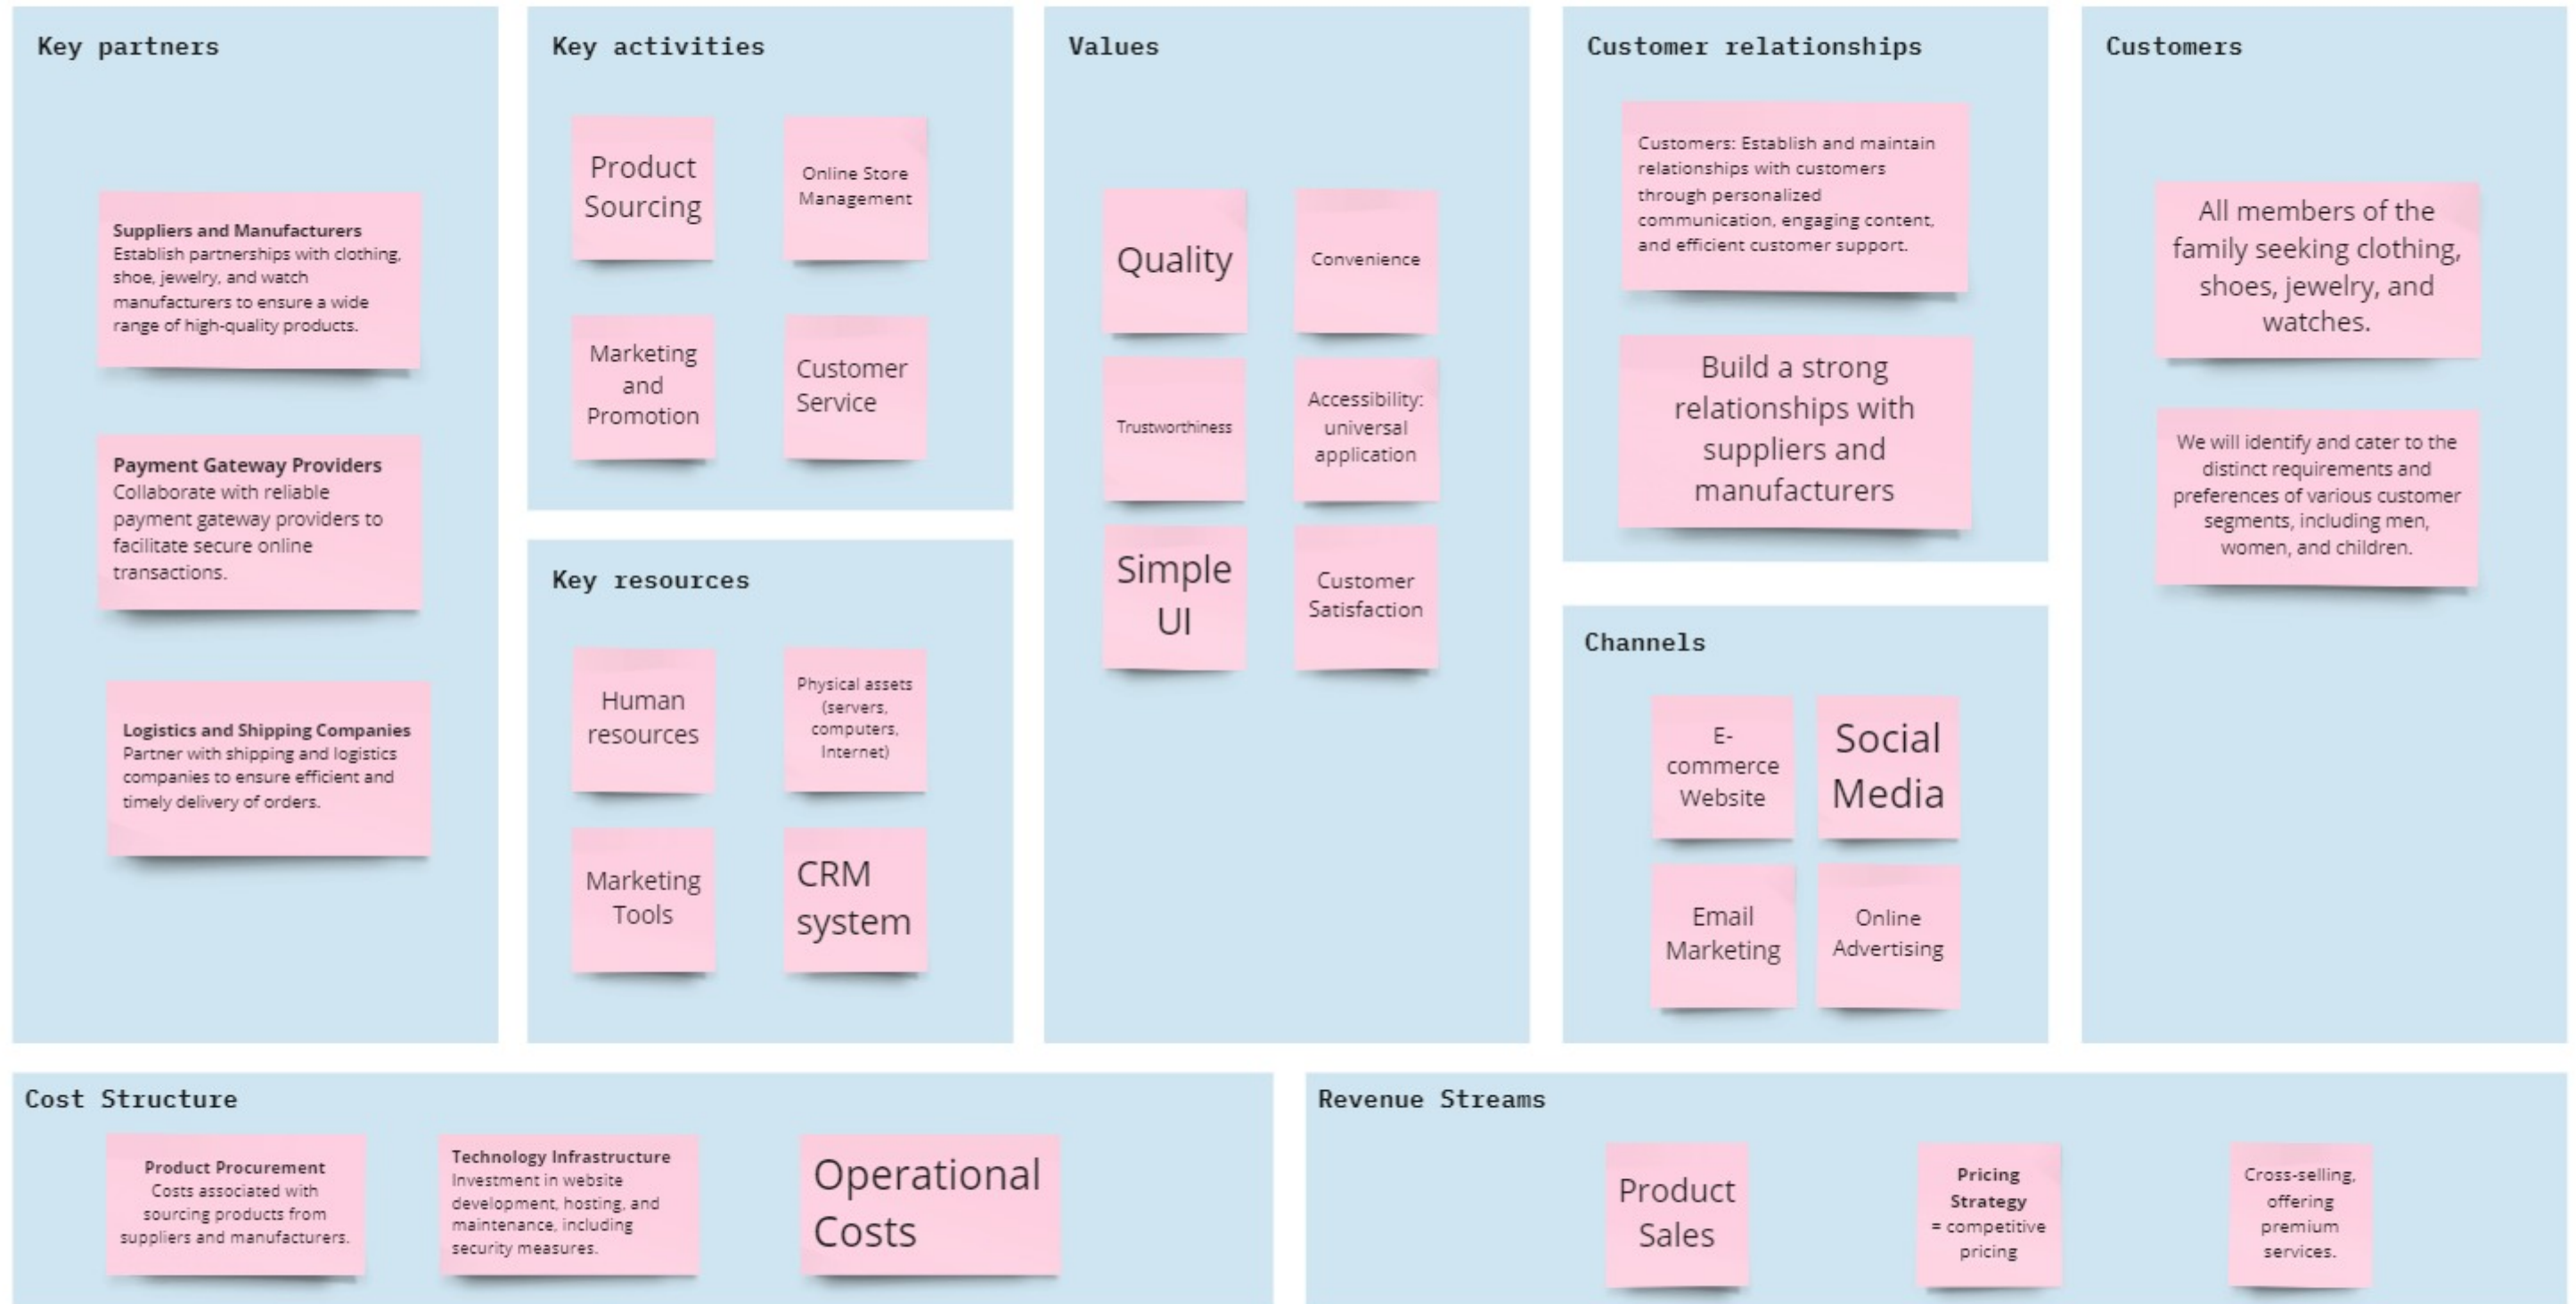 Key partners
Suppliers and Manufacturers
Establish partnerships with clothing,
shoe, jewelry, and watch
manufacturers to ensure a wide
range of high-quality products.
Payment Gateway Providers
Collaborate with reliable
payment gateway providers to
facilitate secure online
transactions.
Logistics and Shipping Companies
Partner with shipping and logistics
companies to ensure efficient and
timely delivery of orders.
Key activities
Product
Sourcing
Online Store
Management
Marketing
and
Promotion
Customer
Service
Key resources
Human
resources
Physical assets
(servers,
computers,
Internet)
Marketing
Tools
CRM
system
Values
Quality
Convenience
Trustworthiness
Accessibility:
universal
application
Simple
UI
Customer
Satisfaction
Customer relationships
Customers: Establish and maintain
relationships with customers
through personalized
communication, engaging content,
and efficient customer support.
Build a strong
relationships with
suppliers and
manufacturers
Channels
E-
commerce
Website
Social
Media
Email
Marketing
Online
Advertising
Customers
All members of the
family seeking clothing,
shoes, jewelry, and
watches.
We will identify and cater to the
distinct requirements and
preferences of various customer
segments, including men,
women, and children.
Cost Structure
Product Procurement
Costs associated with
sourcing products from
suppliers and manufacturers.
Technology Infrastructure
Investment in website
development, hosting, and
maintenance, including
security measures.
Operational
Costs
Revenue Streams
Product
Sales
Pricing
Strategy
= competitive
pricing
Cross-selling,
offering
premium
services.